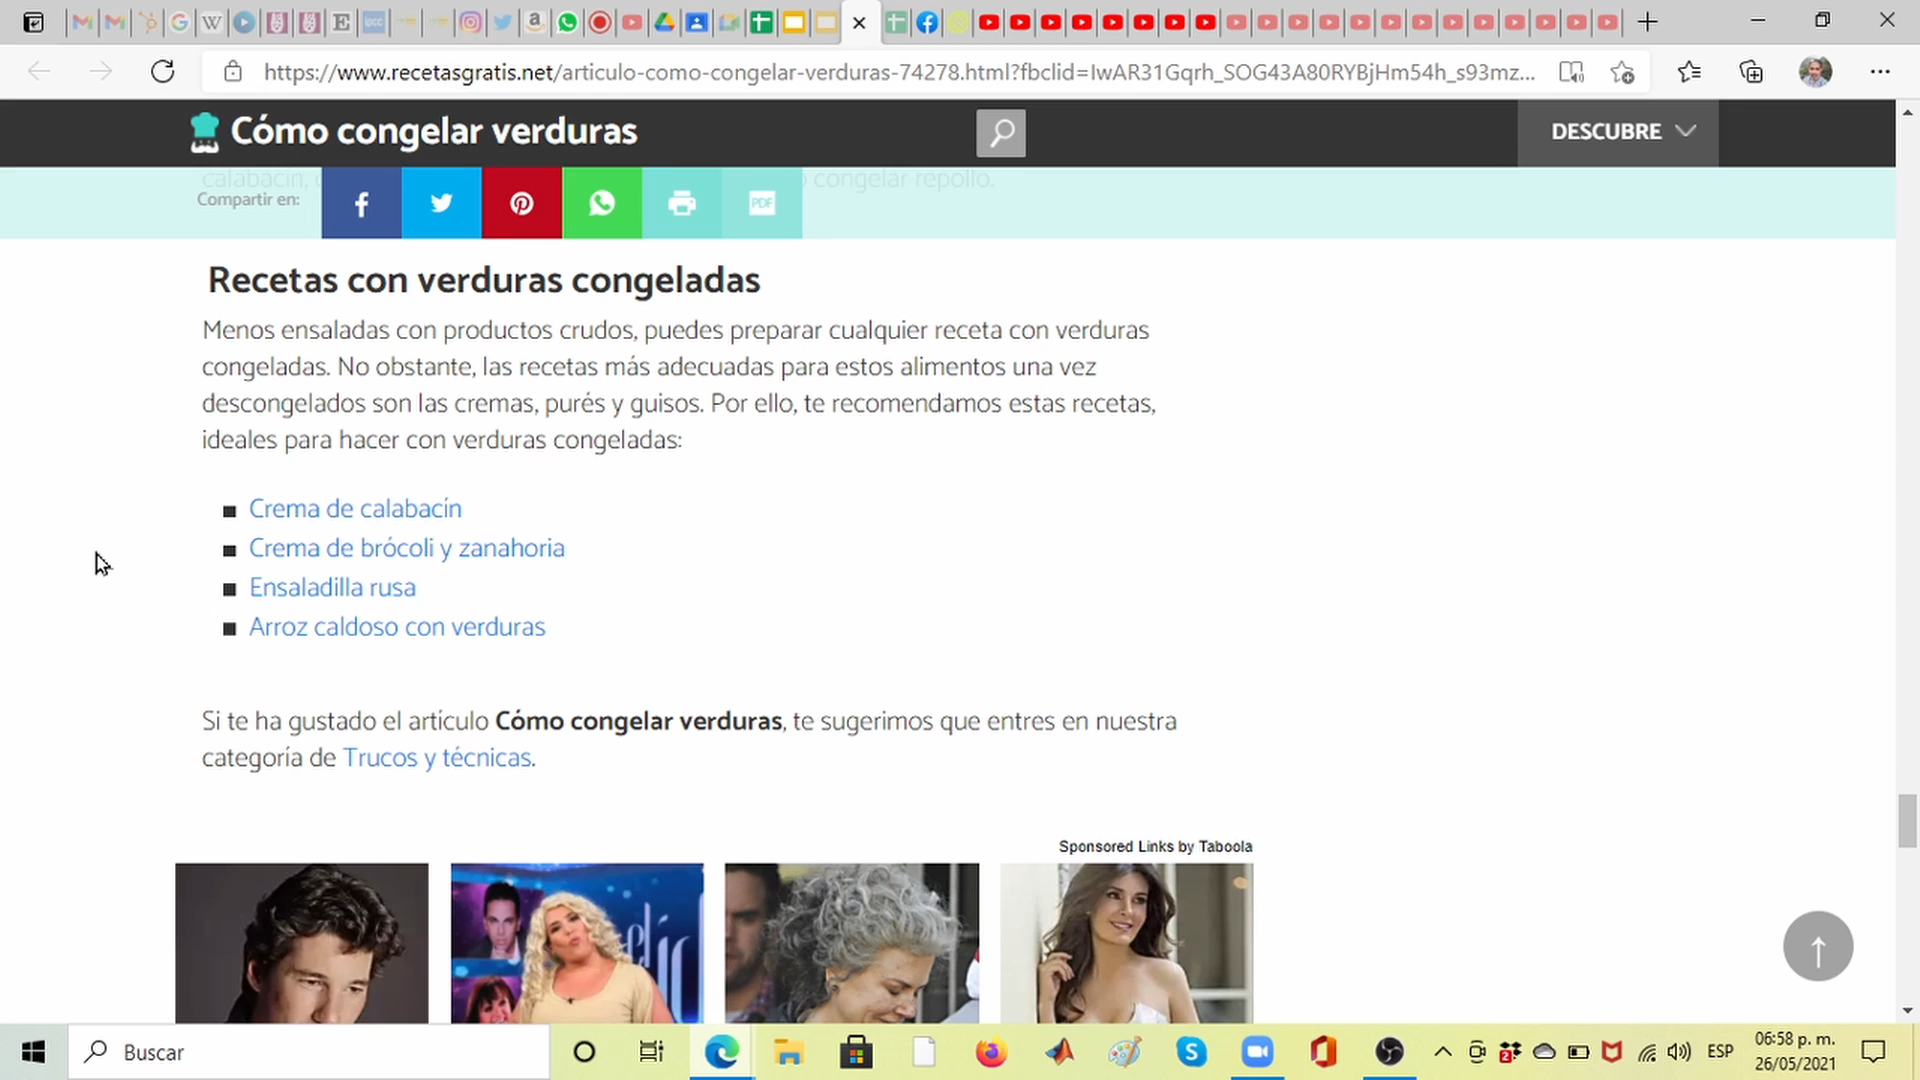 https://www.recetasgratis.net/articulo-como-congelar-verduras-74278.html?fbclid=IwAR31Gqrh_SOG43A80RYBjHm54h_s93mz...
Cómo congelar verduras
DESCUBRE
calabacín,
congelar repollo.
Compartir en:
PDF
Recetas con verduras congeladas
Menos ensaladas con productos crudos, puedes preparar cualquier receta con verduras
congeladas. No obstante, las recetas más adecuadas para estos alimentos una vez
descongelados son las cremas, purés y guisos. Por ello, te recomendamos estas recetas,
ideales para hacer con verduras congeladas:
Crema de calabacín
Crema de brócoli y zanahoria
Ensaladilla rusa
Arroz caldoso con verduras
Si te ha gustado el artículo Cómo congelar verduras, te sugerimos que entres en nuestra
categoría de Trucos y técnicas.
Sponsored Links by Taboola
Buscar
ESP
06:58 p. m.
26/05/2021